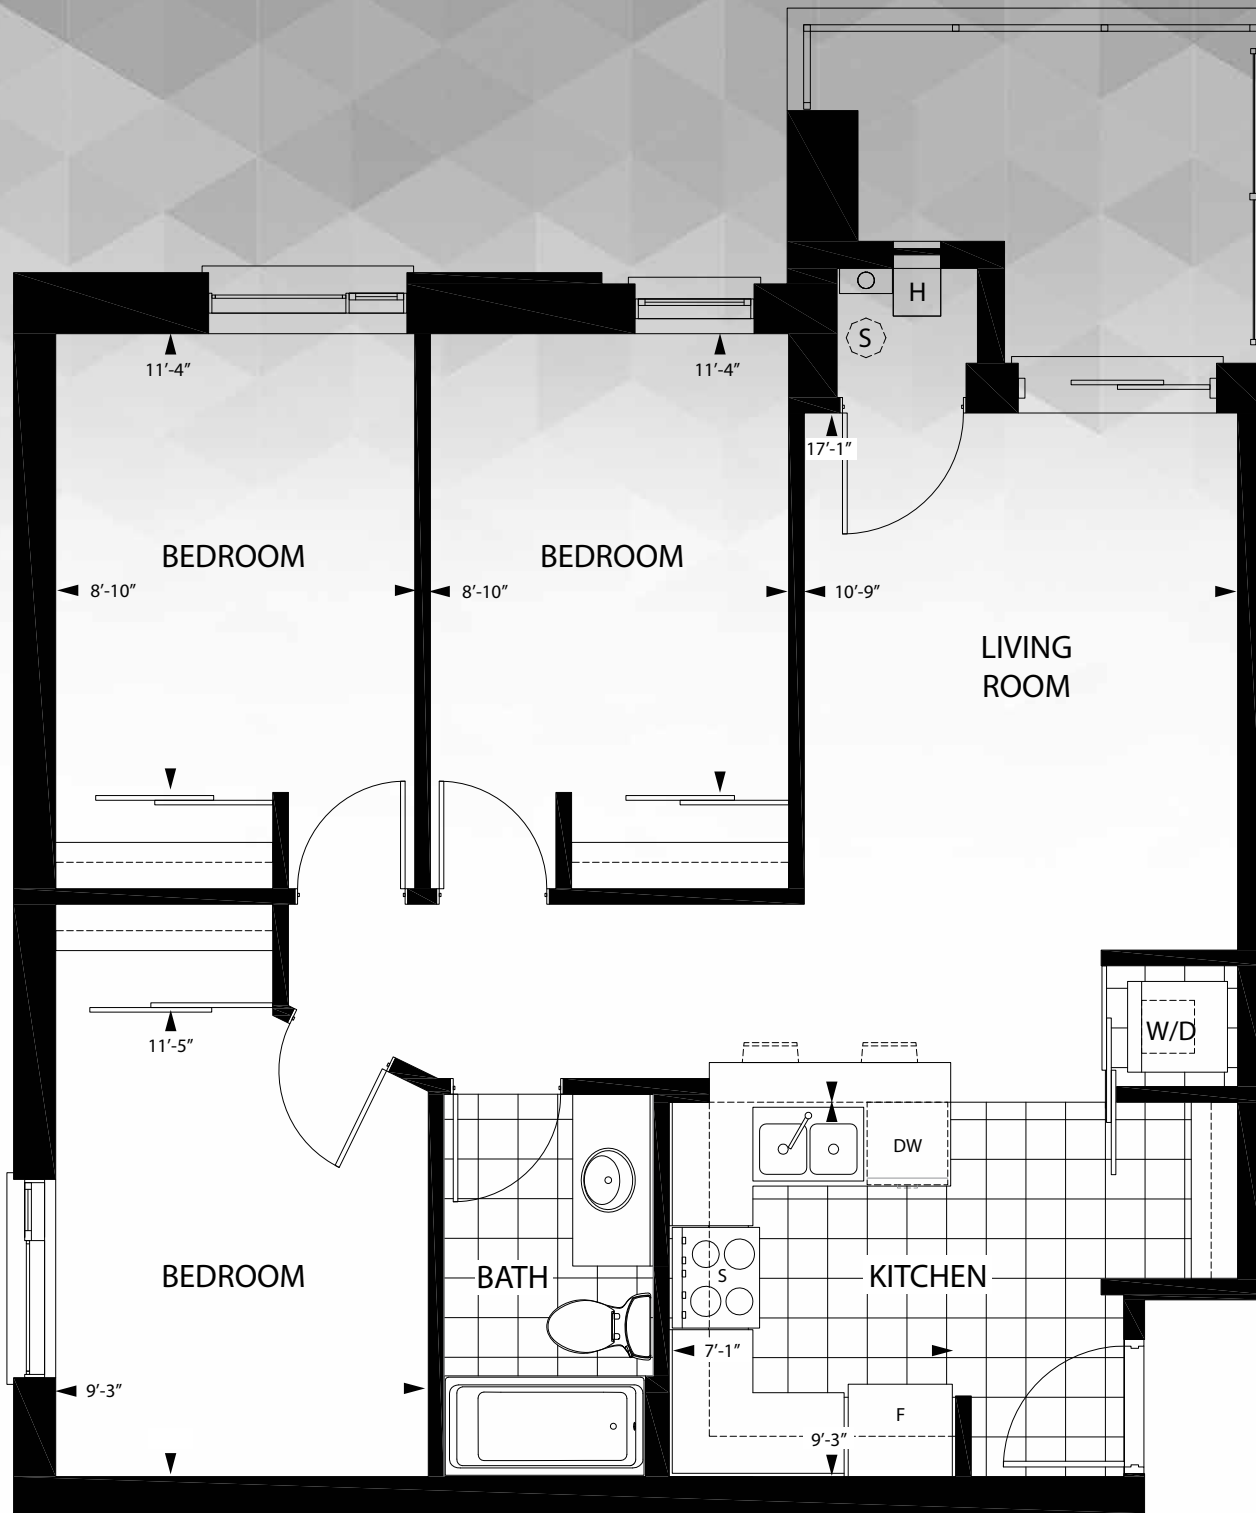 H
S
11’-4”
11’-4”
17’-1”
BEDROOM
BEDROOM
8’-10”
8’-10”
10’-9”
LIVING
ROOM
W/D
11’-5”
DW
BEDROOM
BATH
S
KITCHEN
7’-1”
9’-3”
F
9’-3”